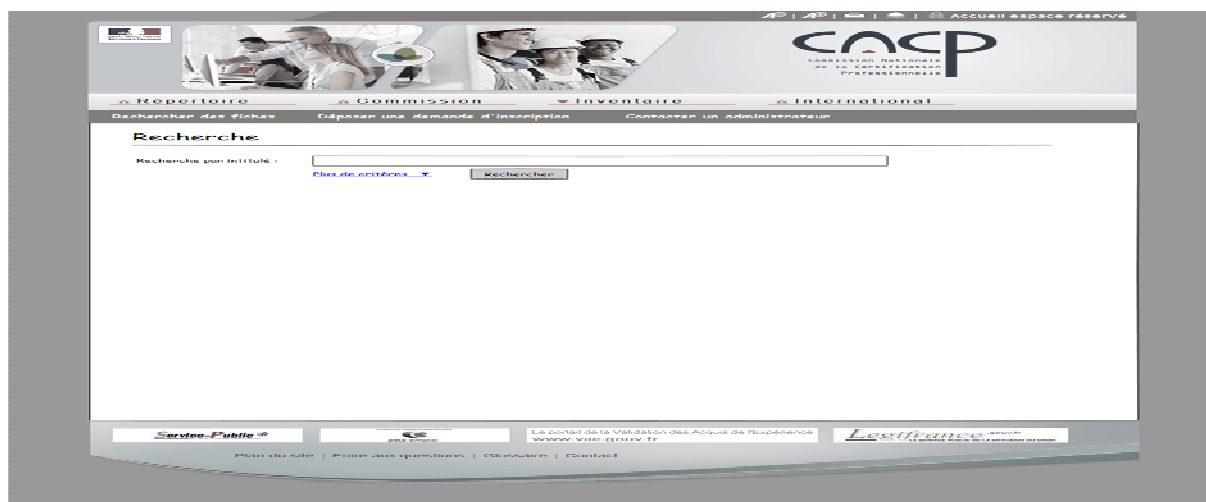 Accueil espace réservé
CNCP
Commission Nationale
de la Certification
Professionnelle
Répertoire Commission Inventaire International
Rechercher des fiches Déposer une demande d'inscription Contacter un administrateur
Recherche
Recherche par intitulé :
Plus de critères Rechercher
Service-Public.fr
Le portail de la Validation des Acquis de l'Expérience
www.vae.gouv.fr
Legifrance
Plan du site | Foire aux questions | Glossaire | Contact